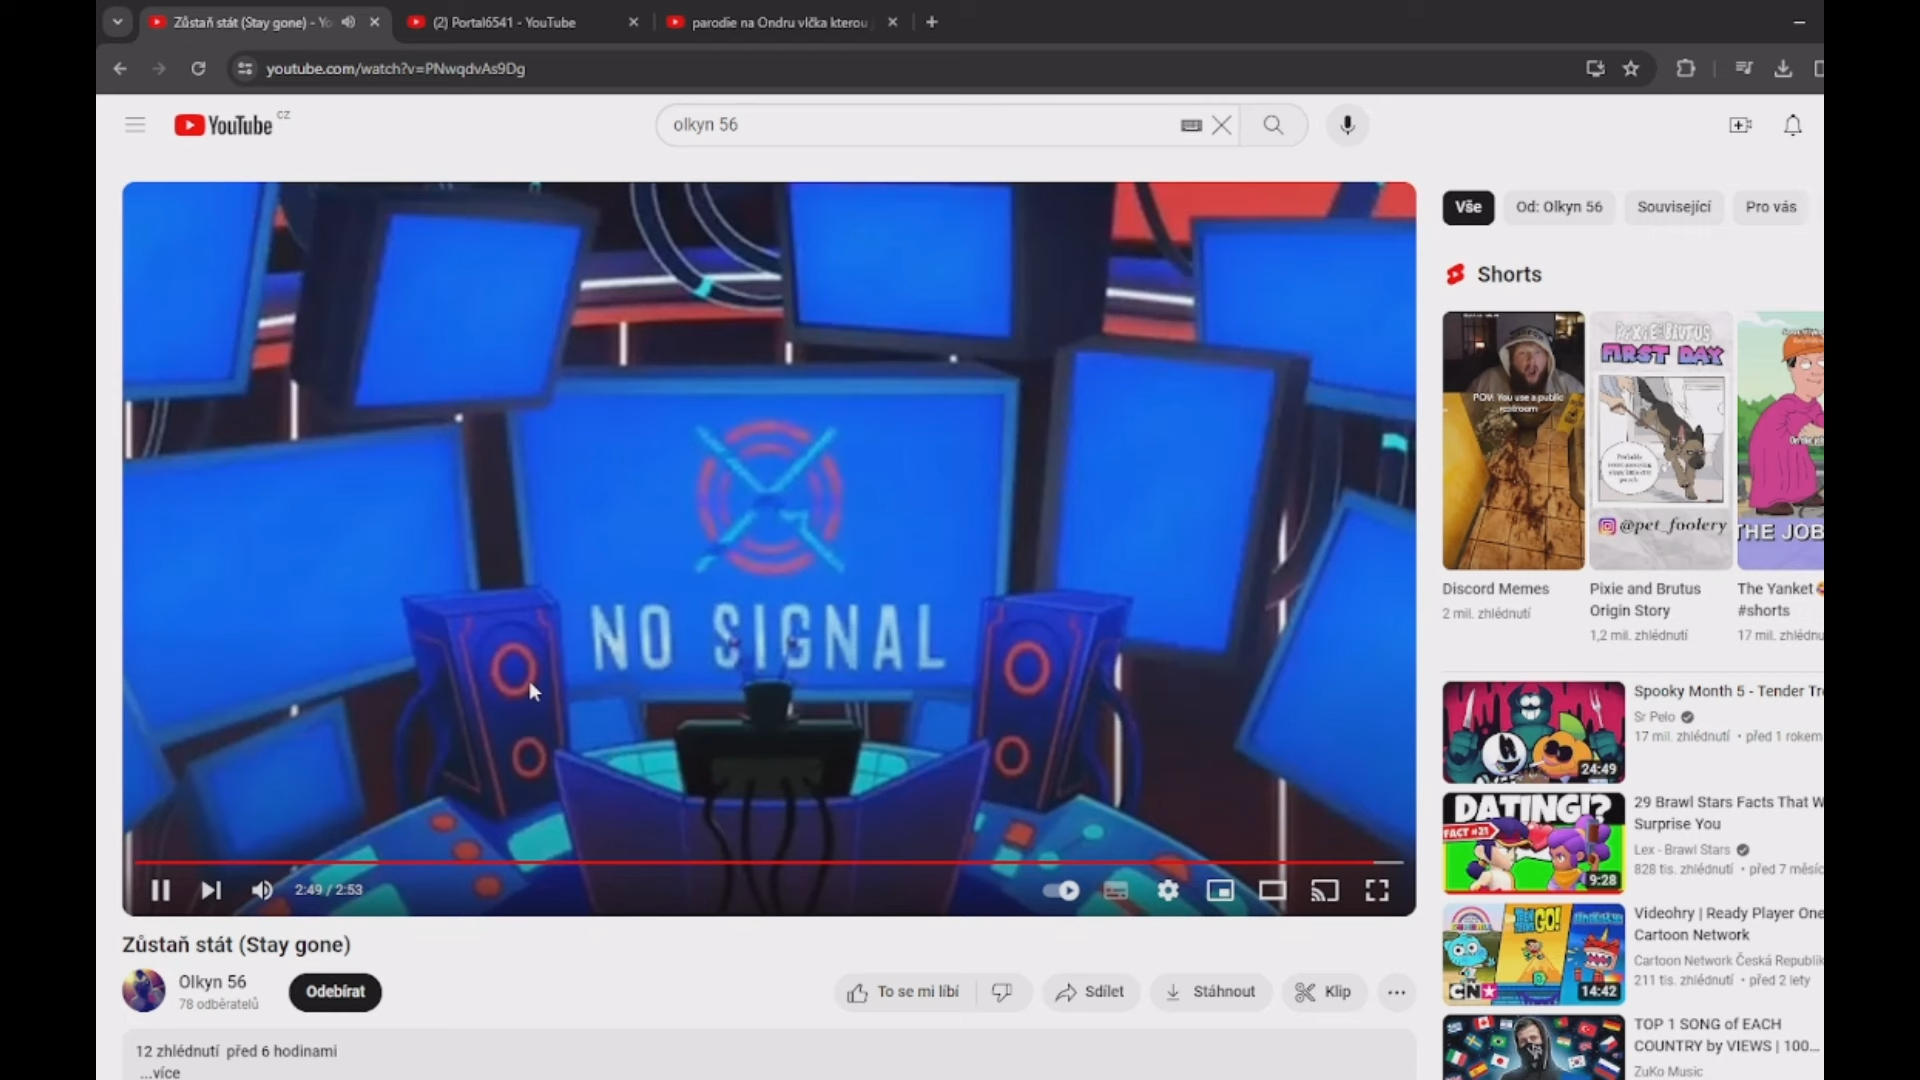 Zůstaň stát (Stay gone) - Yo
(2) Portal6541 - YouTube
parodie na Ondru vlčka kterou
youtube.com/watch?v=PNwqdvAs9Dg
YouTube CZ
olkyn 56
NO SIGNAL
2:49 / 2:53
Zůstaň stát (Stay gone)
Olkyn 56
78 odběratelů
Odebírat
To se mi líbí
Sdílet
Stáhnout
Klip
12 zhlédnutí před 6 hodinami
...více
Vše
Od: Olkyn 56
Související
Pro vás
Shorts
POV: You use a public
restroom
Discord Memes
2 mil. zhlédnutí
PIXIE AND BRUTUS
FIRST DAY
@pet_foolery
Pixie and Brutus
Origin Story
1,2 mil. zhlédnutí
THE JOB
The Yanket
#shorts
17 mil. zhlédnu
24:49
Spooky Month 5 - Tender Tr
Sr Pelo
17 mil. zhlédnutí • před 1 rokem
DATING!?
FACT #21
9:28
29 Brawl Stars Facts That W
Surprise You
Lex - Brawl Stars
828 tis. zhlédnutí • před 7 měsíc
GO!
CN
14:42
Videohry | Ready Player One
Cartoon Network
Cartoon Network Česká Republik
211 tis. zhlédnutí • před 2 lety
TOP 1 SONG of EACH
COUNTRY by VIEWS | 100...
ZuKo Music